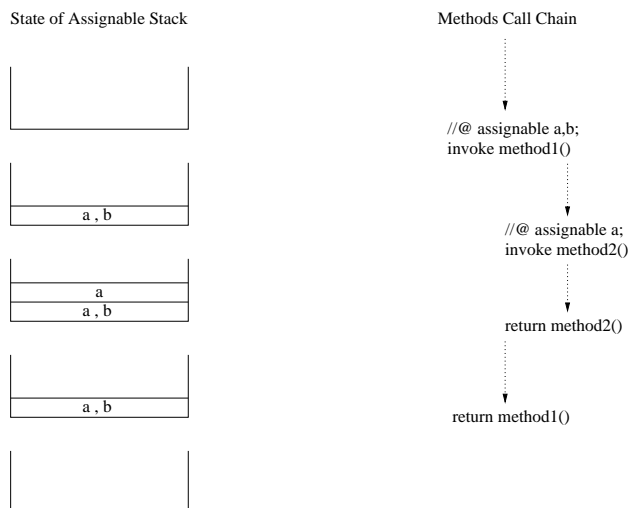 State of Assignable Stack
Methods Call Chain
//@ assignable a,b;
invoke method1()
a , b
//@ assignable a;
invoke method2()
a
a , b
return method2()
a , b
return method1()